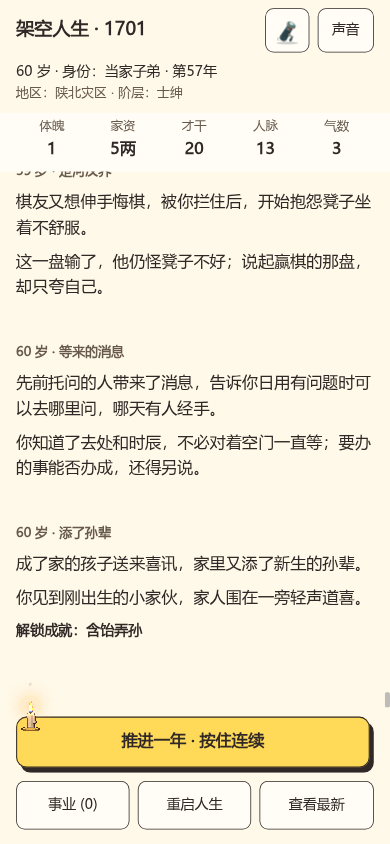 架空人生 · 1701
声音
60 岁 · 身份：当家子弟 · 第57年
地区：陕北灾区 · 阶层：士绅
体魄 家资 才干 人脉 气数
1 5两 20 13 3
棋友又想伸手悔棋，被你拦住后，开始抱怨凳子坐
着不舒服。
这一盘输了，他仍怪凳子不好；说起赢棋的那盘，
却只夸自己。
60 岁 · 等来的消息
先前托问的人带来了消息，告诉你日用有问题时可
以去哪里问，哪天有人经手。
你知道了去处和时辰，不必对着空门一直等；要办
的事能否办成，还得另说。
60 岁 · 添了孙辈
成了家的孩子送来喜讯，家里又添了新生的孙辈。
你见到刚出生的小家伙，家人围在一旁轻声道喜。
解锁成就：含饴弄孙
推进一年 · 按住连续
事业 (0)
重启人生
查看最新